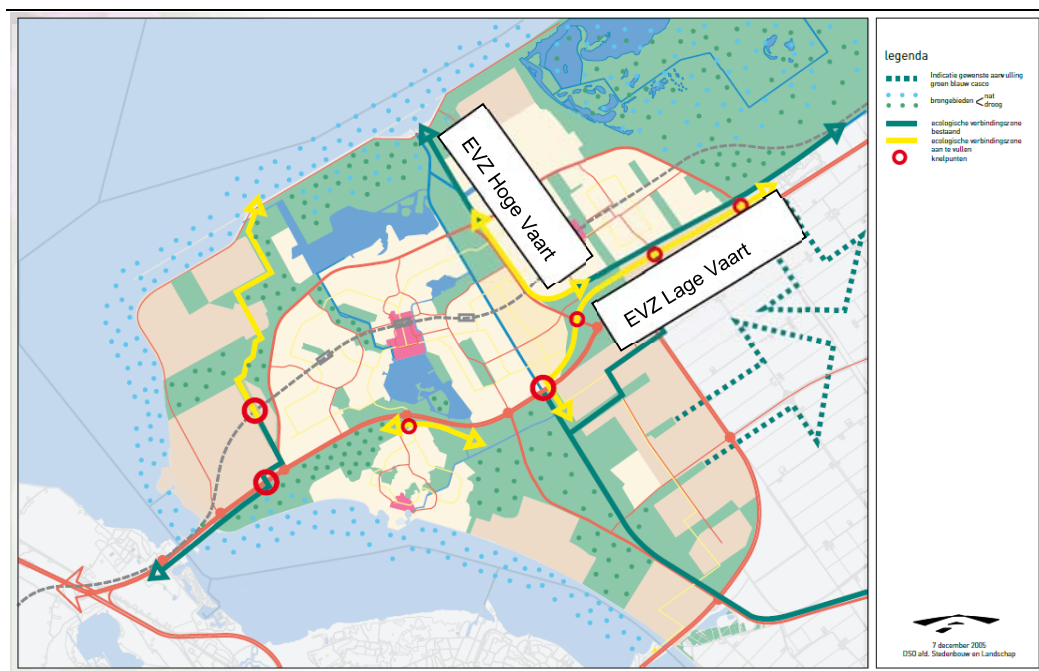 EVZ Hoge Vaart
EVZ Lage Vaart
legenda
Indicatie gewenste aanvulling
groen blauw casco
brongebieden < nat
droog
ecologische verbindingszone
bestaand
ecologische verbindingszone
aan te vullen
knelpunten
7 december 2005
DSO afd. Stedenbouw en Landschap